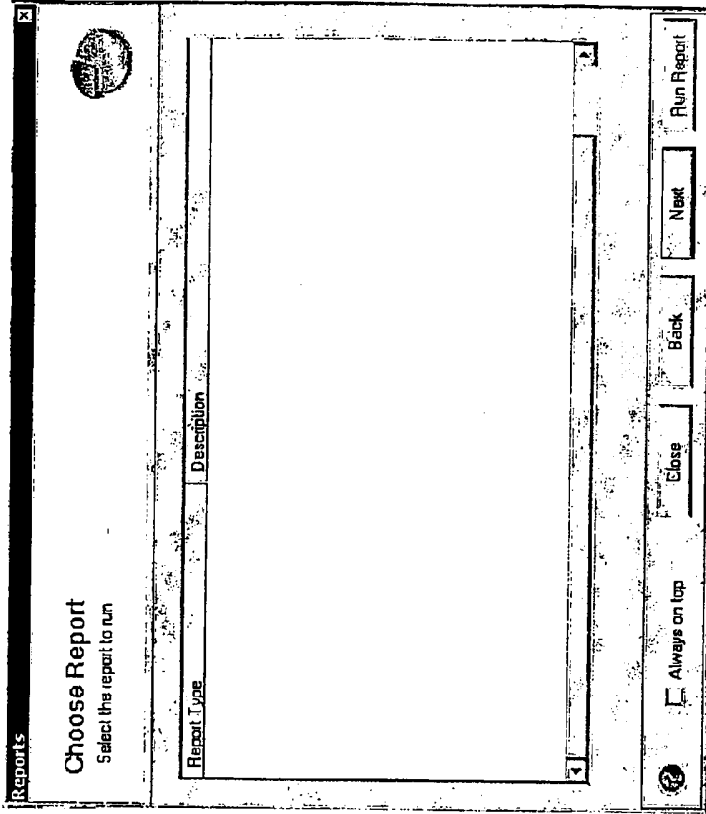 Reports
Choose Report
Select the report to run
Report Type Description
Always on top Close Back Next Run Report